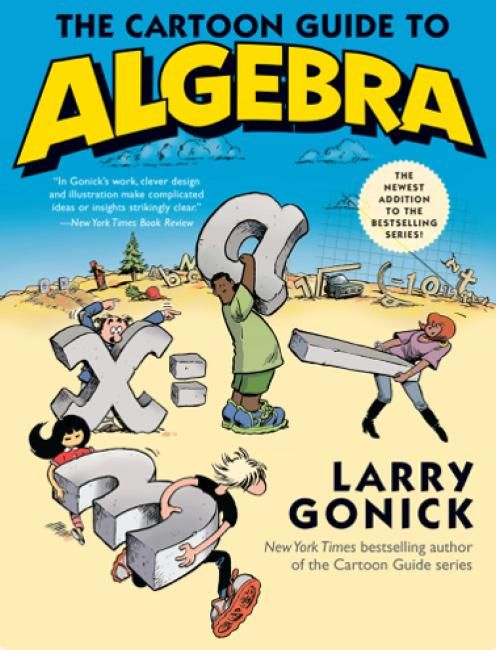 THE CARTOON GUIDE TO
ALGEBRA
"In Gonick's work, clever design
and illustration make complicated
ideas or insights strikingly clear."
—New York Times Book Review
THE
NEWEST
ADDITION
TO THE
BESTSELLING
SERIES!
a
x =
-
3
LARRY
GONICK
New York Times bestselling author
of the Cartoon Guide series